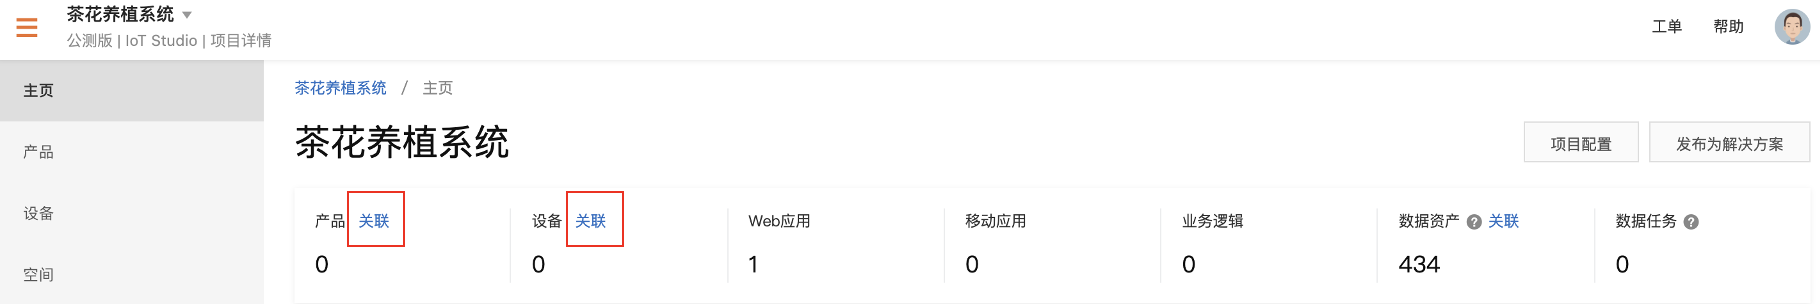 茶花养植系统
公测版 | IoT Studio | 项目详情
工单 帮助
主页
产品
设备
空间
茶花养植系统 / 主页
茶花养植系统
项目配置 发布为解决方案
产品 关联 设备 关联 Web应用 移动应用 业务逻辑 数据资产 ? 关联 数据任务 ?
0 0 1 0 0 434 0